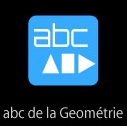 abc
abc de la Geométrie